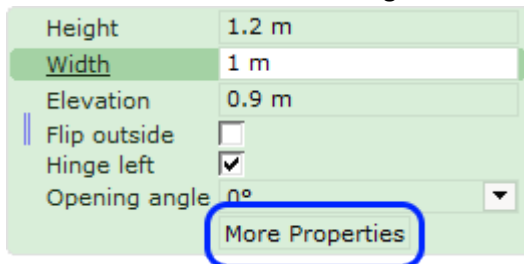 Height 1.2 m
Width 1 m
Elevation 0.9 m
Flip outside
Hinge left
Opening angle 0°
More Properties